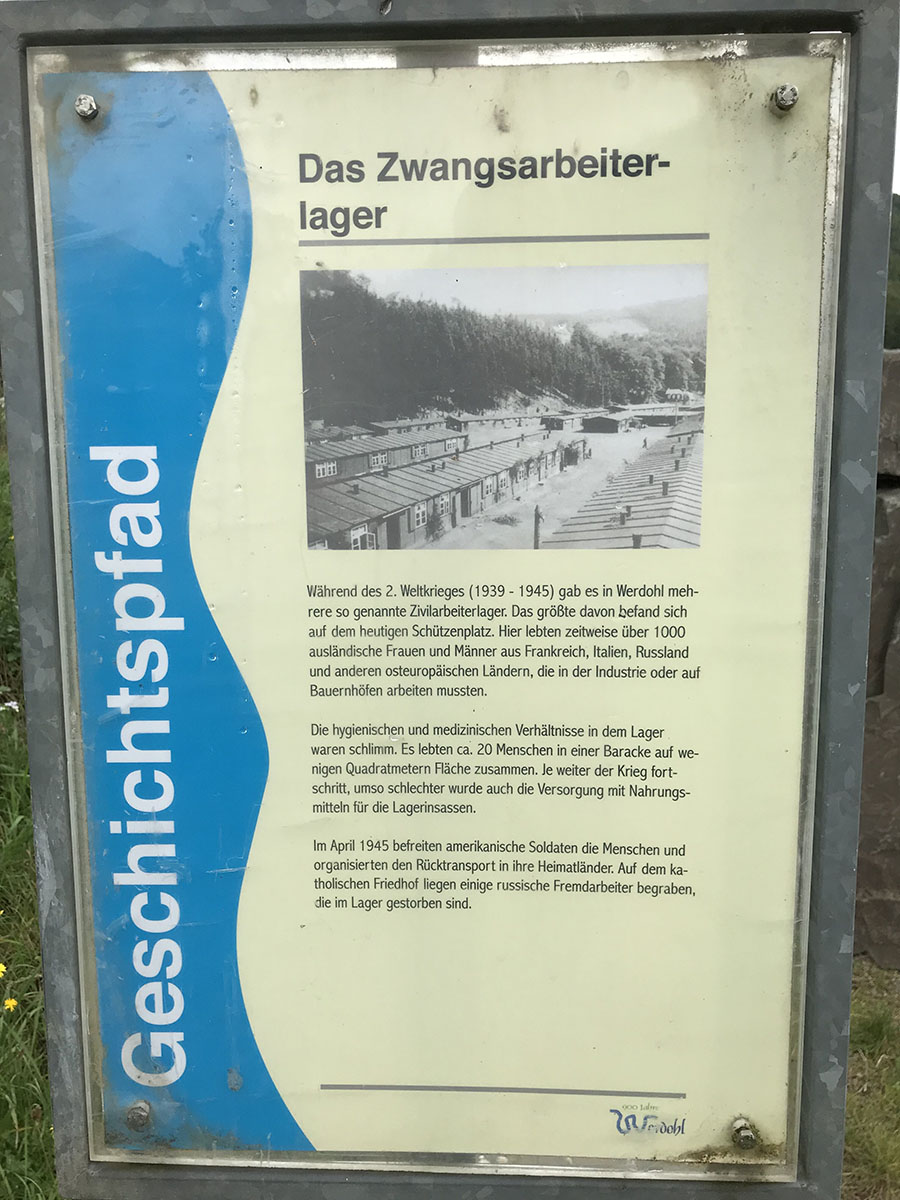 Das Zwangsarbeiter-
lager
Während des 2. Weltkrieges (1939 - 1945) gab es in Werdohl meh-
rere so genannte Zivilarbeiterlager. Das größte davon befand sich
auf dem heutigen Schützenplatz. Hier lebten zeitweise über 1000
ausländische Frauen und Männer aus Frankreich, Italien, Russland
und anderen osteuropäischen Ländern, die in der Industrie oder auf
Bauernhöfen arbeiten mussten.
Die hygienischen und medizinischen Verhältnisse in dem Lager
waren schlimm. Es lebten ca. 20 Menschen in einer Baracke auf we-
nigen Quadratmetern Fläche zusammen. Je weiter der Krieg fort-
schritt, umso schlechter wurde auch die Versorgung mit Nahrungs-
mitteln für die Lagerinsassen.
Im April 1945 befreiten amerikanische Soldaten die Menschen und
organisierten den Rücktransport in ihre Heimatländer. Auf dem ka-
tholischen Friedhof liegen einige russische Fremdarbeiter begraben,
die im Lager gestorben sind.
Geschichtspfad
900 Jahre
Werdohl